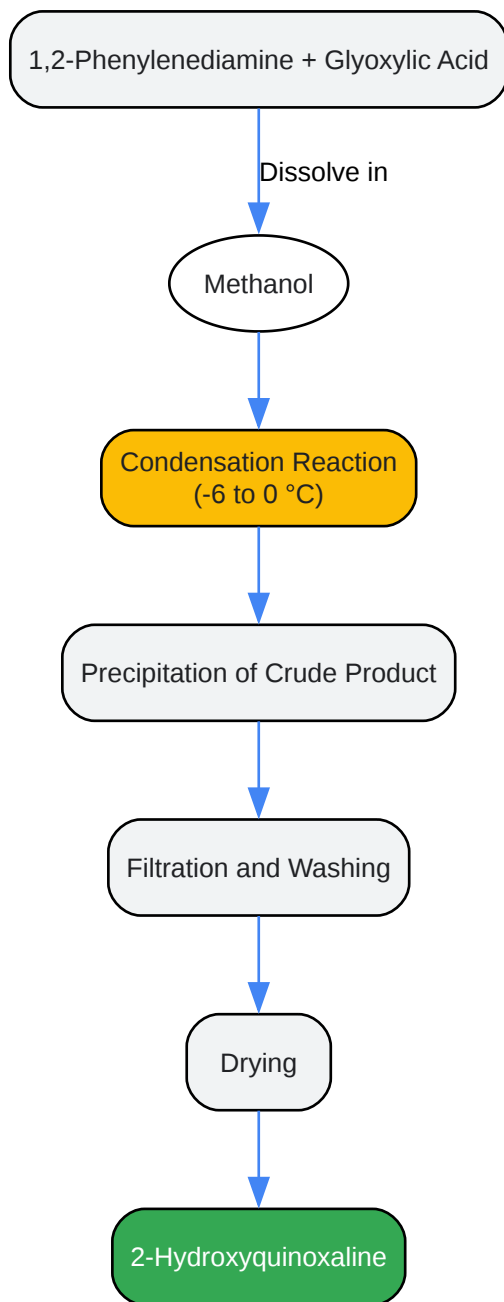 1,2-Phenylenediamine + Glyoxylic Acid
Dissolve in
Methanol
Condensation Reaction
(-6 to 0 °C)
Precipitation of Crude Product
Filtration and Washing
Drying
2-Hydroxyquinoxaline